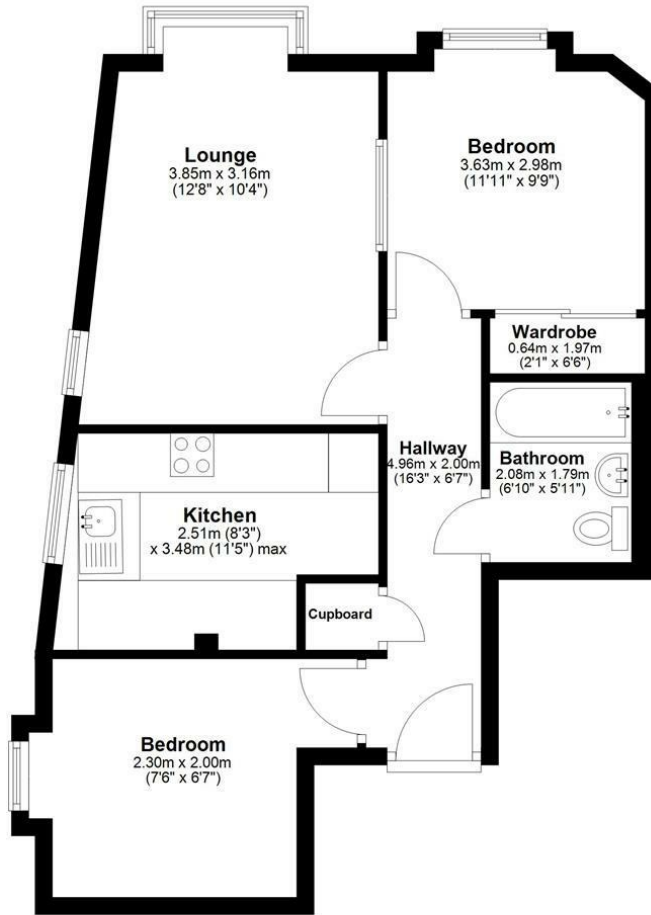 Lounge
3.85m x 3.16m
(12'8" x 10'4")
Bedroom
3.63m x 2.98m
(11'11" x 9'9")
Wardrobe
0.64m x 1.97m
(2'1" x 6'6")
Hallway
4.96m x 2.00m
(16'3" x 6'7")
Bathroom
2.08m x 1.79m
(6'10" x 5'11")
Kitchen
2.51m (8'3")
x 3.48m (11'5") max
Cupboard
Bedroom
2.30m x 2.00m
(7'6" x 6'7")